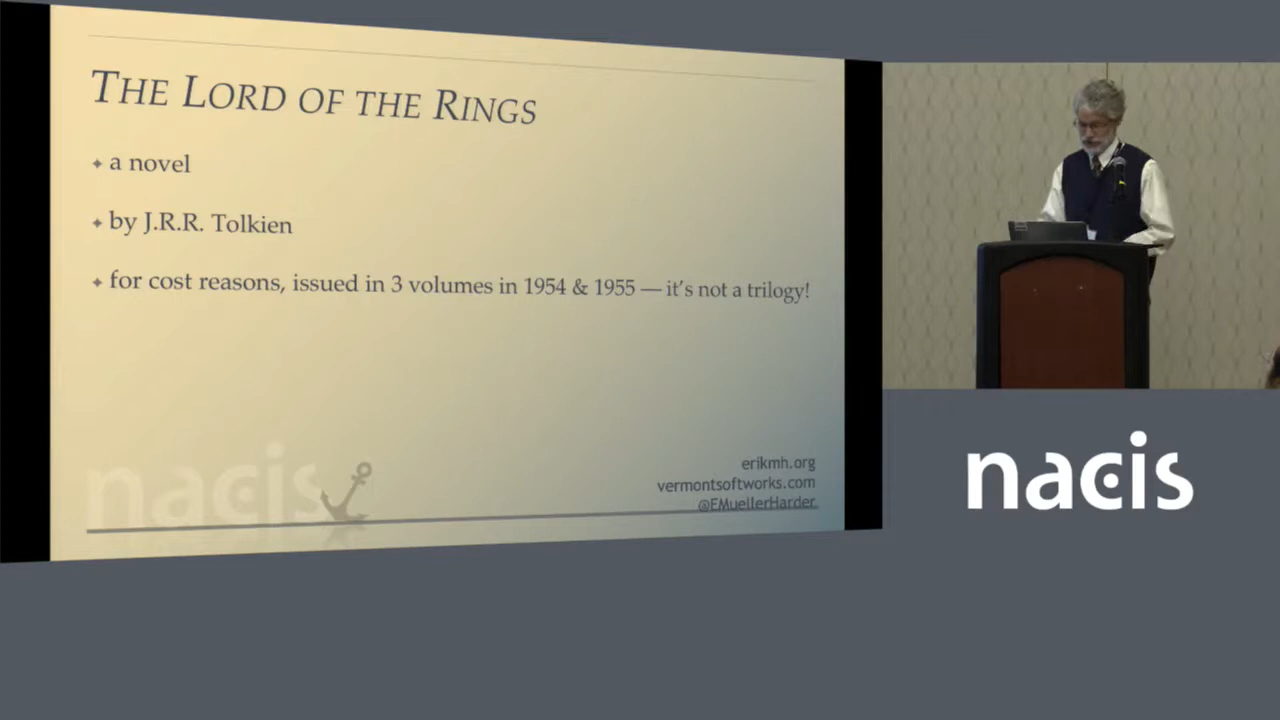 THE LORD OF THE RINGS
a novel
by J.R.R. Tolkien
for cost reasons, issued in 3 volumes in 1954 & 1955 — it's not a trilogy!
nacis
erikmh.org
vermontsoftworks.com
@EMuellerHarder
nacis